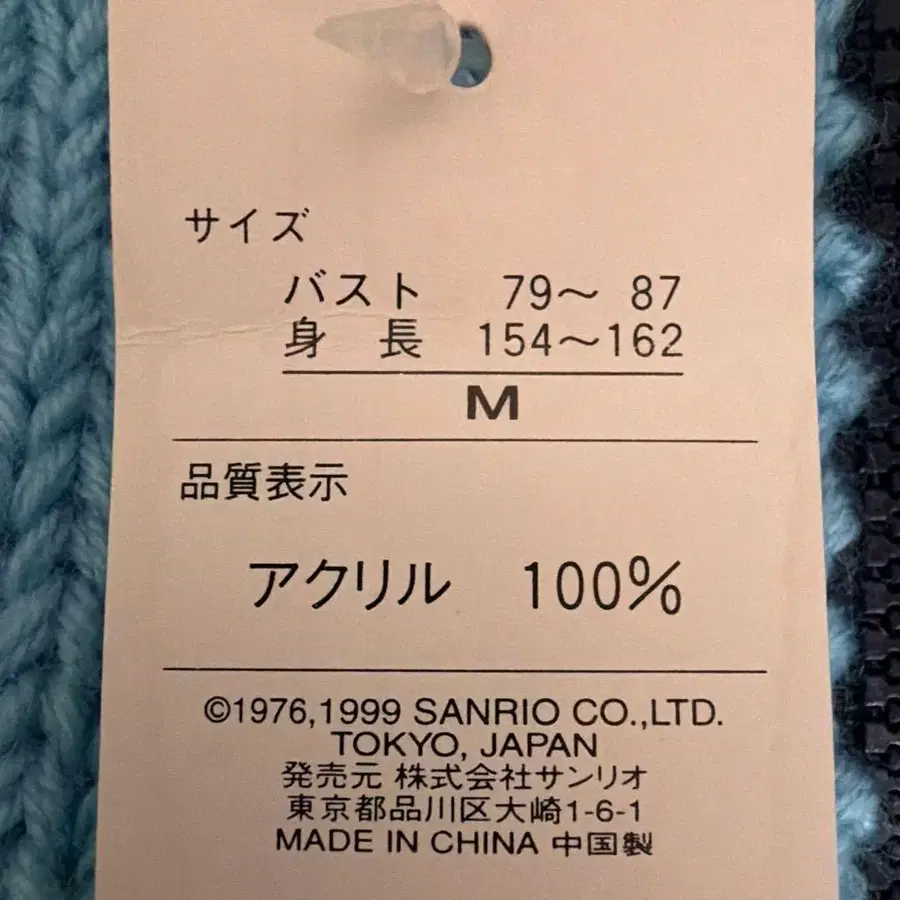 サイズ
バスト 79～ 87
身 長 154～162
M
品質表示
アクリル 100%
©1976,1999 SANRIO CO.,LTD.
TOKYO, JAPAN
発売元 株式会社サンリオ
東京都品川区大崎1-6-1
MADE IN CHINA 中国製